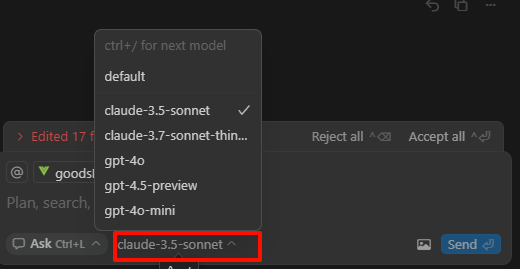 ctrl+/ for next model
default
claude-3.5-sonnet
claude-3.7-sonnet-thin...
gpt-4o
gpt-4.5-preview
gpt-4o-mini
Edited 17 f
Reject all
Accept all
@
Plan, search,
Ask Ctrl+L
claude-3.5-sonnet
Send